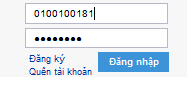 0100100181
••••••••
Đăng ký
Đăng nhập
Quên tài khoản